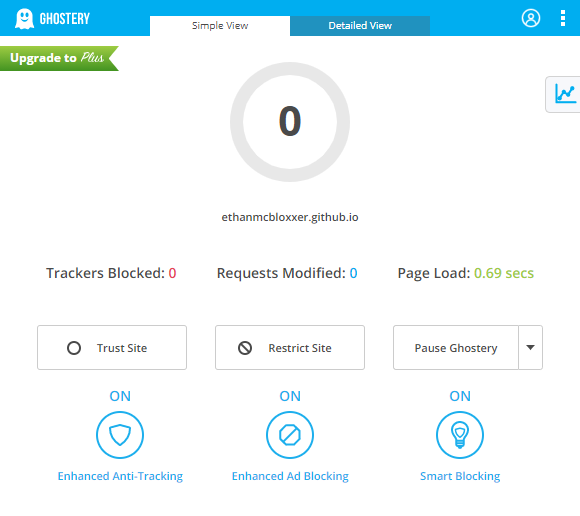 GHOSTERY
Simple View
Detailed View
Upgrade to Plus
0
ethanmcbloxxer.github.io
Trackers Blocked: 0
Requests Modified: 0
Page Load: 0.69 secs
Trust Site
Restrict Site
Pause Ghostery
ON
ON
ON
Enhanced Anti-Tracking
Enhanced Ad Blocking
Smart Blocking